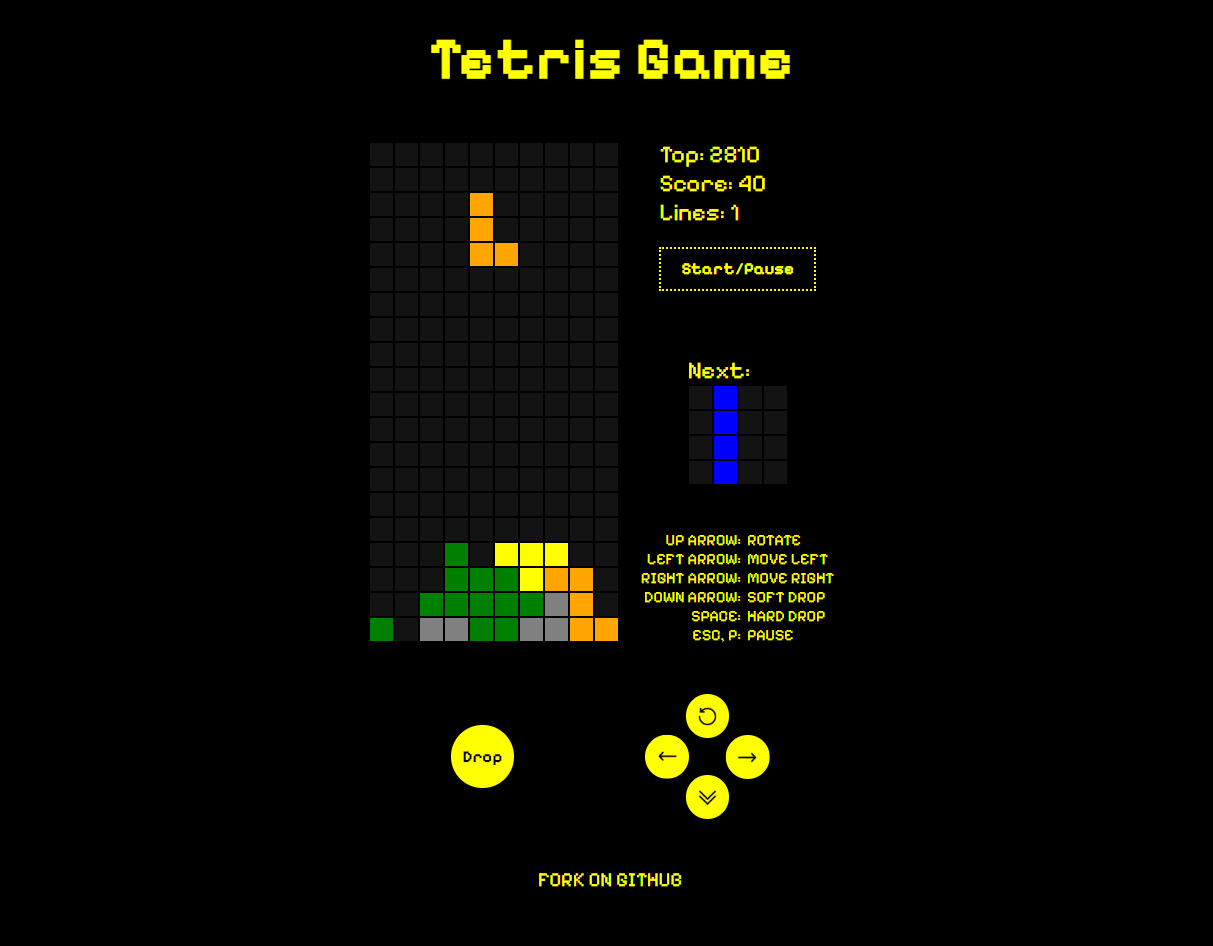 Tetris Game
Top: 2810
Score: 40
Lines: 1
Start/Pause
Next:
UP ARROW: ROTATE
LEFT ARROW: MOVE LEFT
RIGHT ARROW: MOVE RIGHT
DOWN ARROW: SOFT DROP
SPACE: HARD DROP
ESC, P: PAUSE
Drop
FORK ON GITHUB